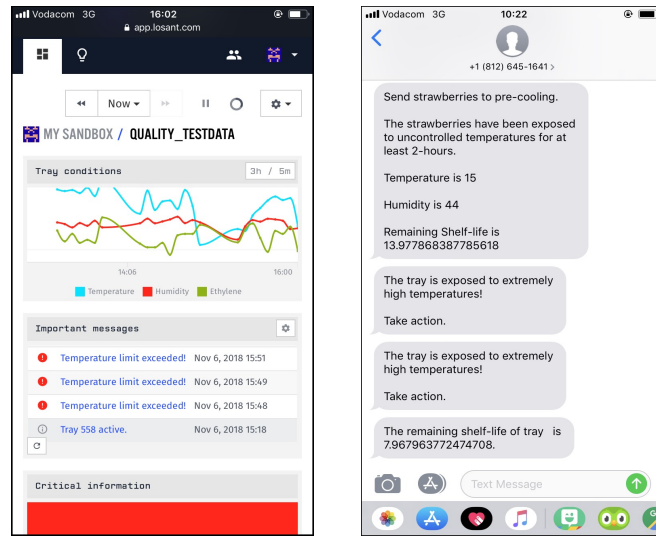 Vodacom 3G 16:02
app.losant.com
Now
MY SANDBOX / QUALITY_TESTDATA
Tray conditions 3h / 5m
14:06 16:00
Temperature Humidity Ethylene
Important messages
Temperature limit exceeded! Nov 6, 2018 15:51
Temperature limit exceeded! Nov 6, 2018 15:49
Temperature limit exceeded! Nov 6, 2018 15:48
Tray 558 active. Nov 6, 2018 15:18
Critical information
Vodacom 3G 10:22
+1 (812) 645-1641 >
Send strawberries to pre-cooling.
The strawberries have been exposed
to uncontrolled temperatures for at
least 2-hours.
Temperature is 15
Humidity is 44
Remaining Shelf-life is
13.977868387785618
The tray is exposed to extremely
high temperatures!
Take action.
The tray is exposed to extremely
high temperatures!
Take action.
The remaining shelf-life of tray is
7.967963772474708.
Text Message